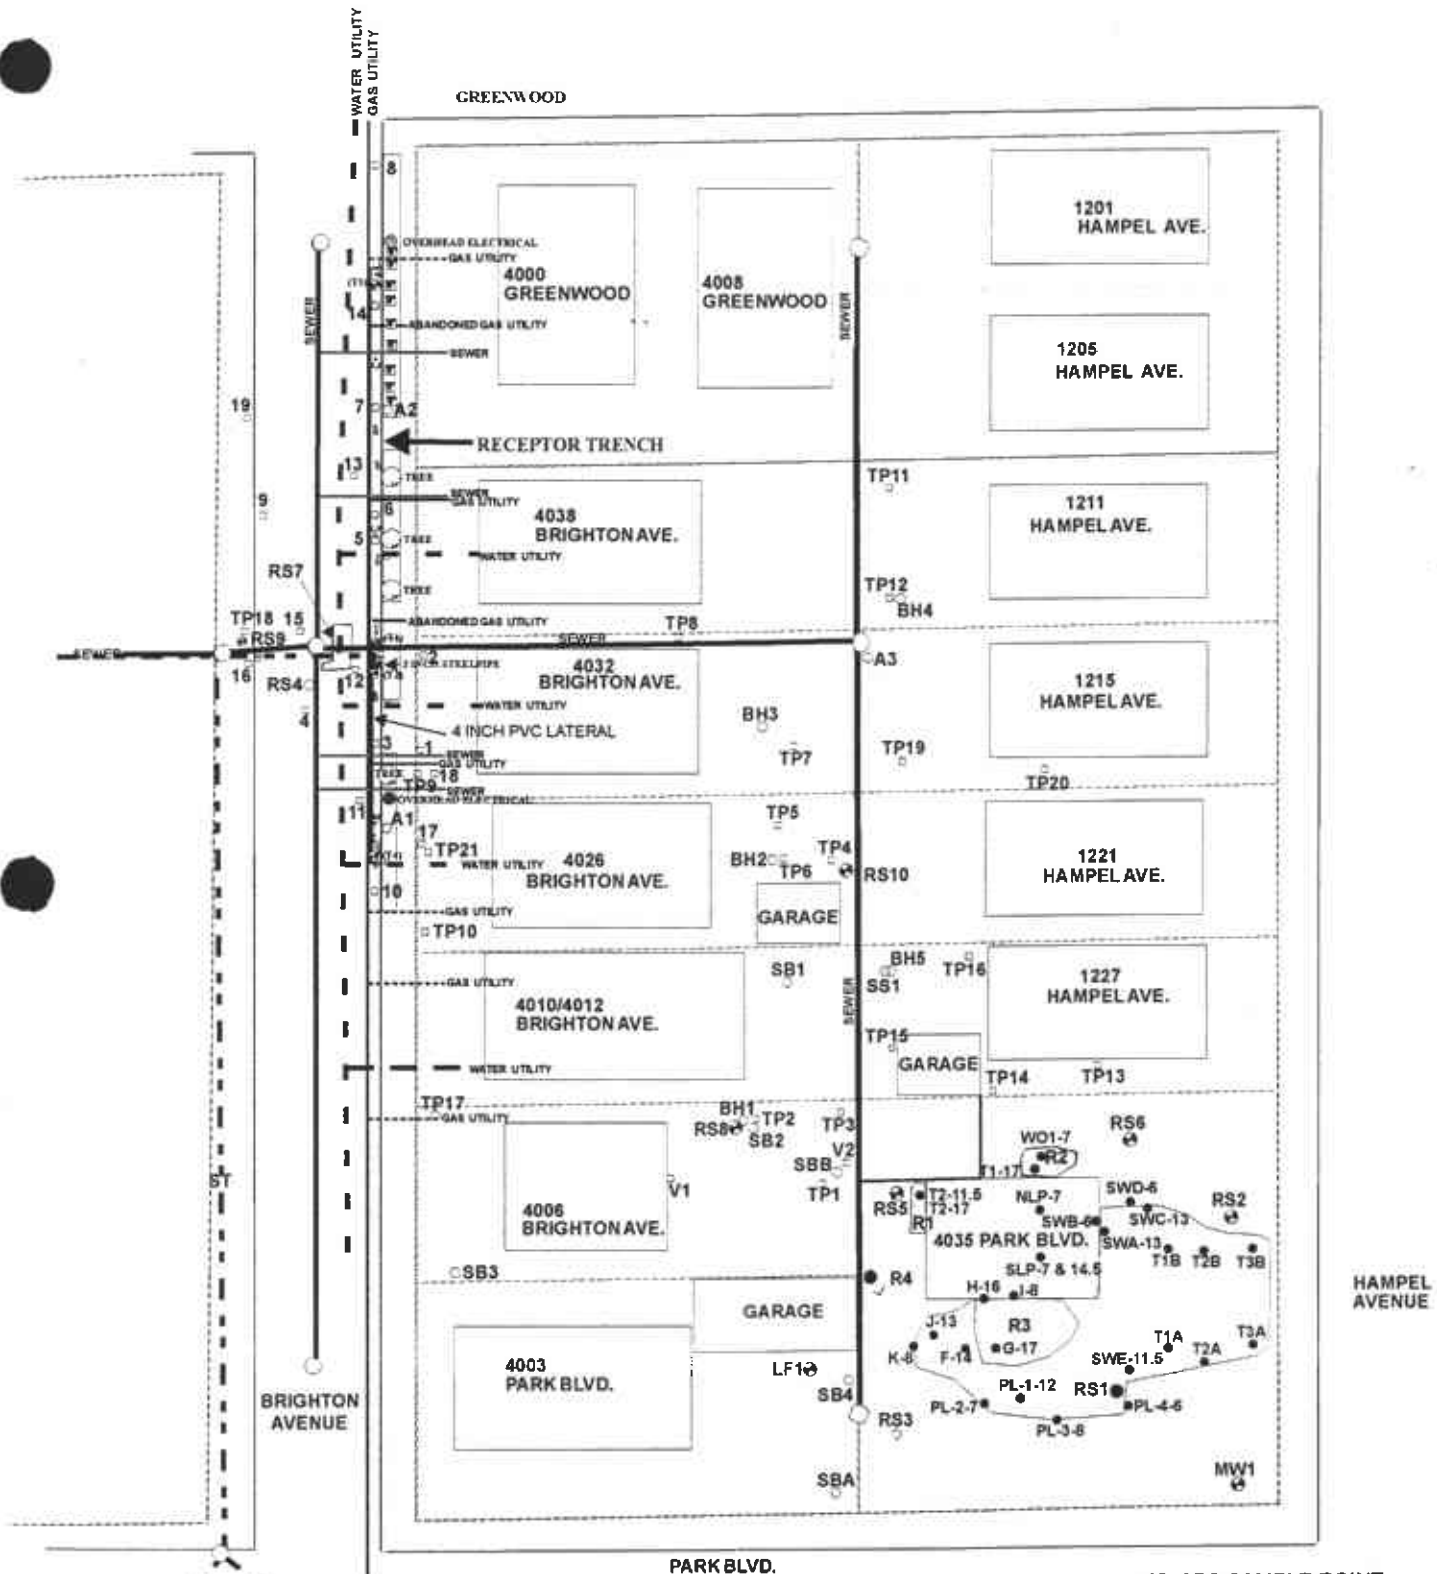 WATER UTILITY
GAS UTILITY
GREENWOOD
8
OVERHEAD ELECTRICAL
GAS UTILITY
4000
GREENWOOD
4008
GREENWOOD
1201
HAMPEL AVE.
SEWER
14
ABANDONED GAS UTILITY
SEWER
SEWER
1205
HAMPEL AVE.
19
7
A2
RECEPTOR TRENCH
13
TREE
TP11
9
SEWER
GAS UTILITY
6
4038
BRIGHTON AVE.
1211
HAMPEL AVE.
5
TREE
WATER UTILITY
RS7
TREE
TP12
BH4
TP18
15
ABANDONED GAS UTILITY
TP8
RS9
SEWER
SEWER
2
A3
16
RS4
12
4032
BRIGHTON AVE.
1215
HAMPEL AVE.
4
WATER UTILITY
4 INCH PVC LATERAL
BH3
3
1
SEWER
GAS UTILITY
TP7
TP19
TREE
18
TP9
SEWER
TP20
OVERHEAD ELECTRICAL
11
A1
TP5
17
TP21
WATER UTILITY
4026
BRIGHTON AVE.
BH2
TP6
TP4
RS10
1221
HAMPEL AVE.
10
GAS UTILITY
GARAGE
TP10
SB1
BH5
SS1
TP16
GAS UTILITY
4010/4012
BRIGHTON AVE.
SEWER
1227
HAMPEL AVE.
TP15
GARAGE
WATER UTILITY
TP14
TP13
TP17
GAS UTILITY
BH1
RS8
TP2
SB2
TP3
V2
RS6
WO1-7
R2
T1-17
SBB
TP1
V1
ST
RS5
T2-11.5
T2-17
R1
NLP-7
SWD-6
SWC-13
RS2
4006
BRIGHTON AVE.
SWB-6
SWA-13
4035 PARK BLVD.
T1B
T2B
T3B
SLP-7 & 14.5
SB3
R4
H-16
I-8
HAMPEL
AVENUE
GARAGE
J-13
R3
K-8
F-14
G-17
T1A
T2A
T3A
SWE-11.5
4003
PARK BLVD.
LF1
SB4
PL-1-12
RS1
PL-2-7
PL-4-6
PL-3-8
BRIGHTON
AVENUE
RS3
SBA
MW1
PARK BLVD.